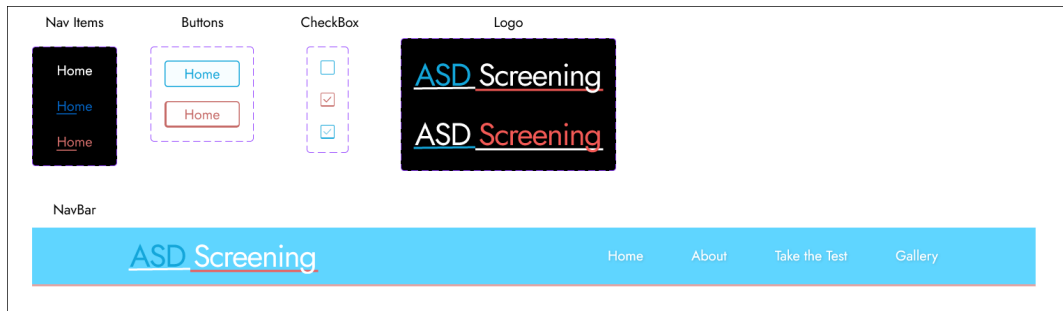 Nav Items
Buttons
CheckBox
Logo
Home
Home
Home
Home
Home
ASD Screening
ASD Screening
NavBar
ASD Screening
Home
About
Take the Test
Gallery